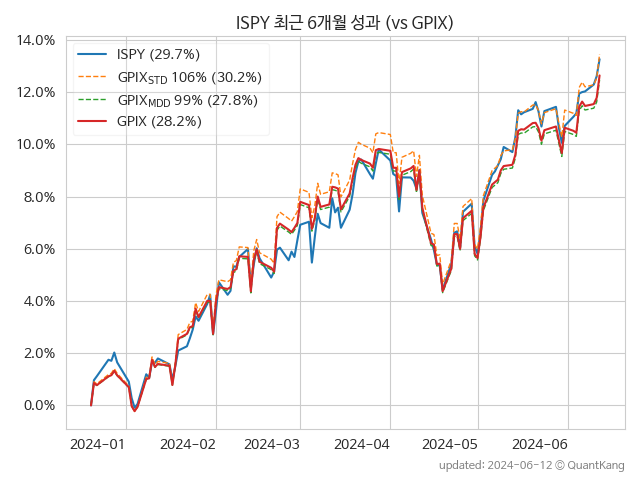 ISPY 최근 6개월 성과 (vs GPIX)
14.0%
12.0%
10.0%
8.0%
6.0%
4.0%
2.0%
0.0%
ISPY (29.7%)
GPIXSTD 106% (30.2%)
GPIXMDD 99% (27.8%)
GPIX (28.2%)
2024-01 2024-02 2024-03 2024-04 2024-05 2024-06
updated: 2024-06-12 © QuantKang